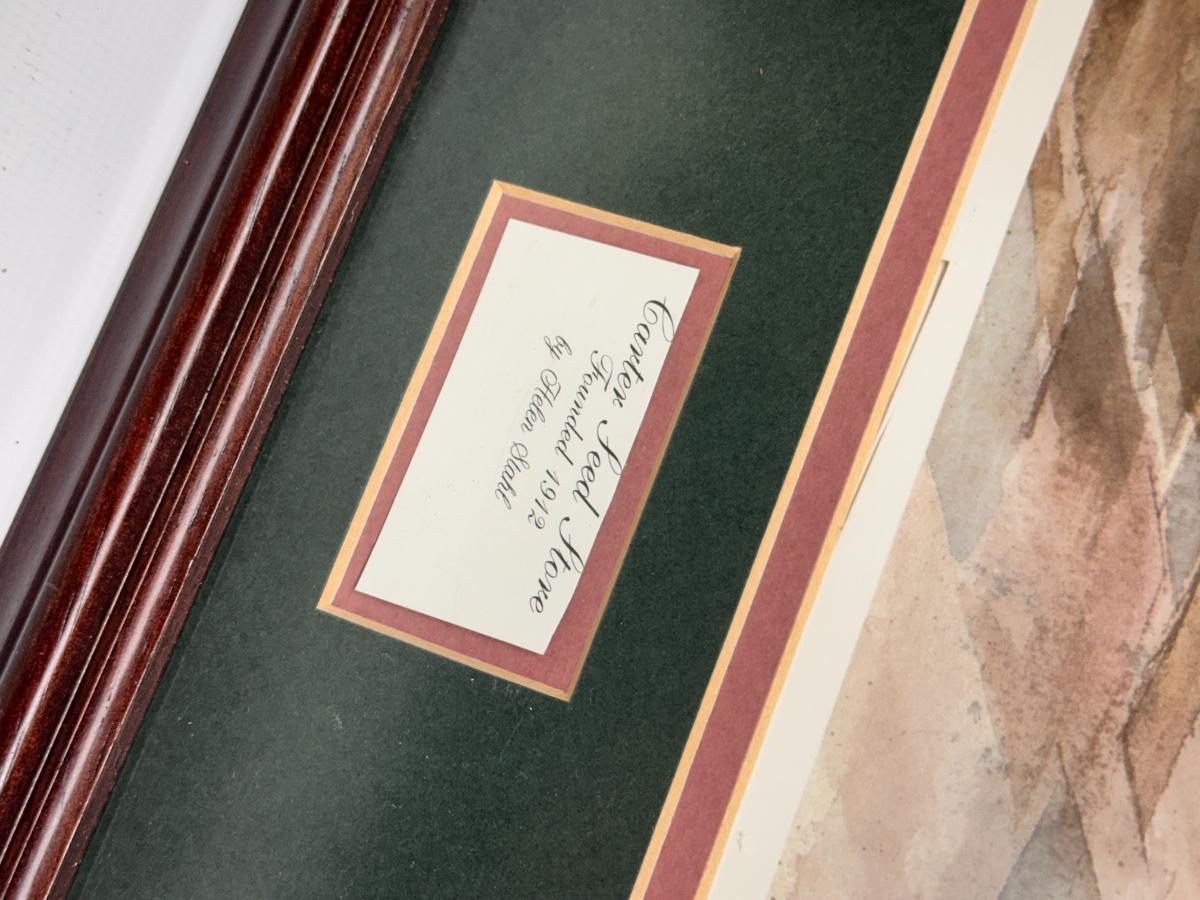 Carter Seed Store
Founded 1912
by Helen Stahl